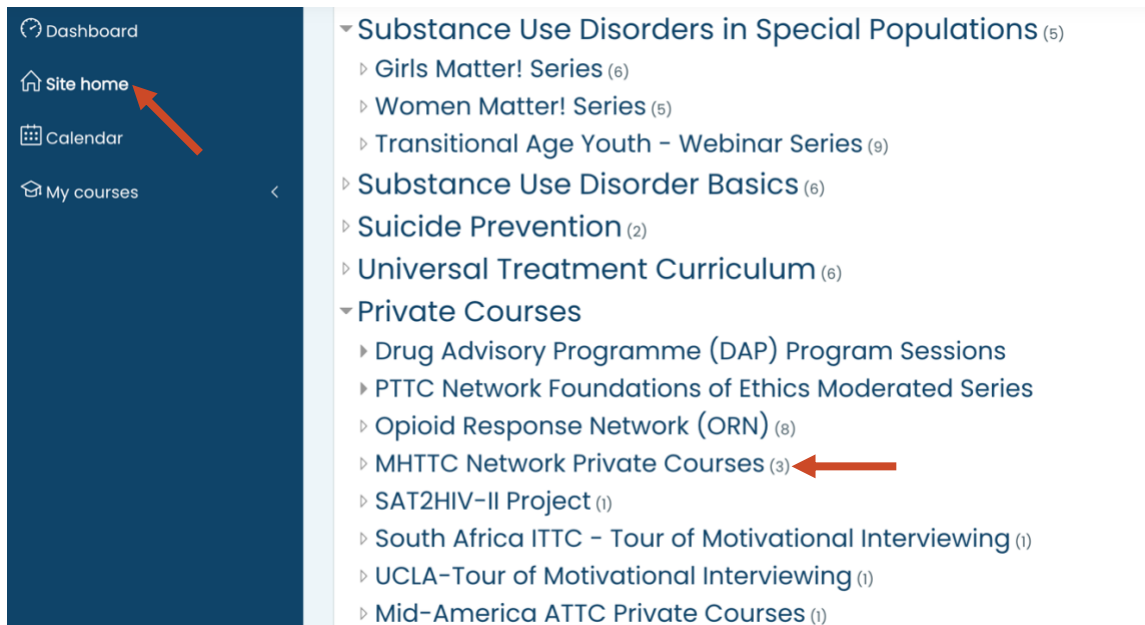 Dashboard
Site home
Calendar
My courses
Substance Use Disorders in Special Populations (5)
Girls Matter! Series (6)
Women Matter! Series (5)
Transitional Age Youth - Webinar Series (9)
Substance Use Disorder Basics (6)
Suicide Prevention (2)
Universal Treatment Curriculum (6)
Private Courses
Drug Advisory Programme (DAP) Program Sessions
PTTC Network Foundations of Ethics Moderated Series
Opioid Response Network (ORN) (8)
MHTTC Network Private Courses (3)
SAT2HIV-II Project (1)
South Africa ITTC - Tour of Motivational Interviewing (1)
UCLA-Tour of Motivational Interviewing (1)
Mid-America ATTC Private Courses (1)